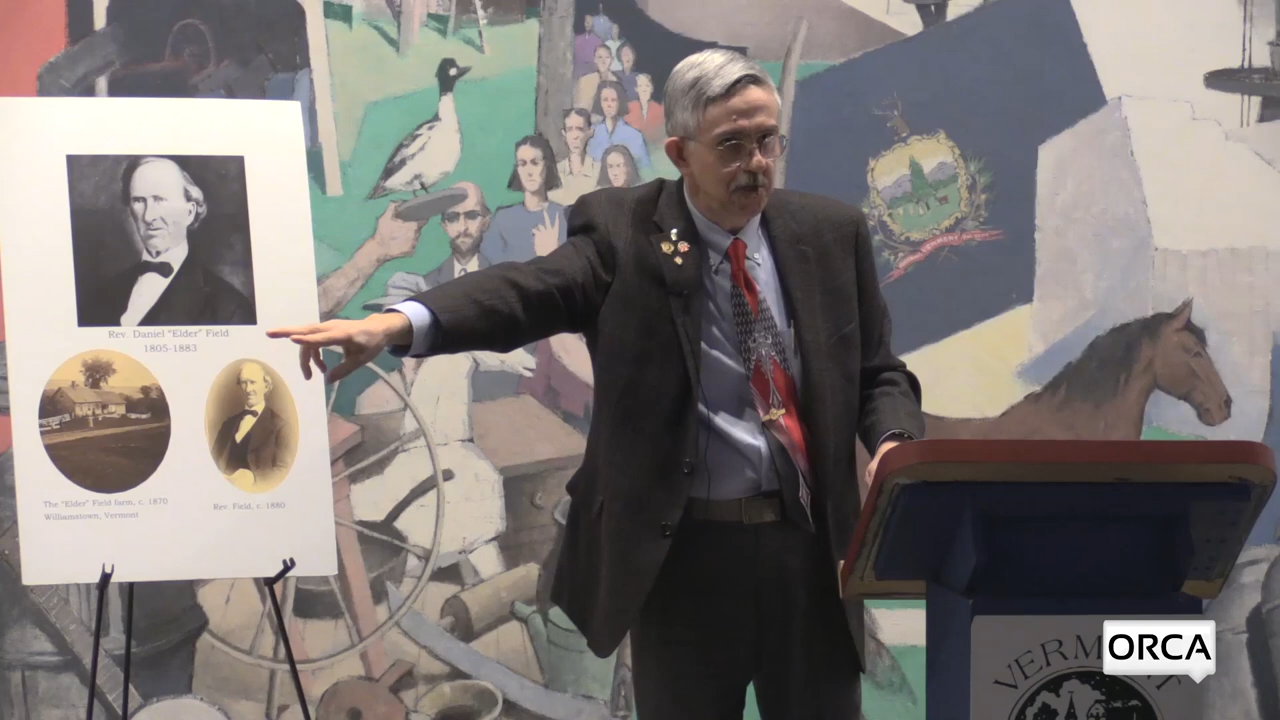 Rev. Daniel "Elder" Field
1805-1883
The "Elder" Field farm, c. 1870
Williamstown, Vermont
Rev. Field, c. 1880
ORCA